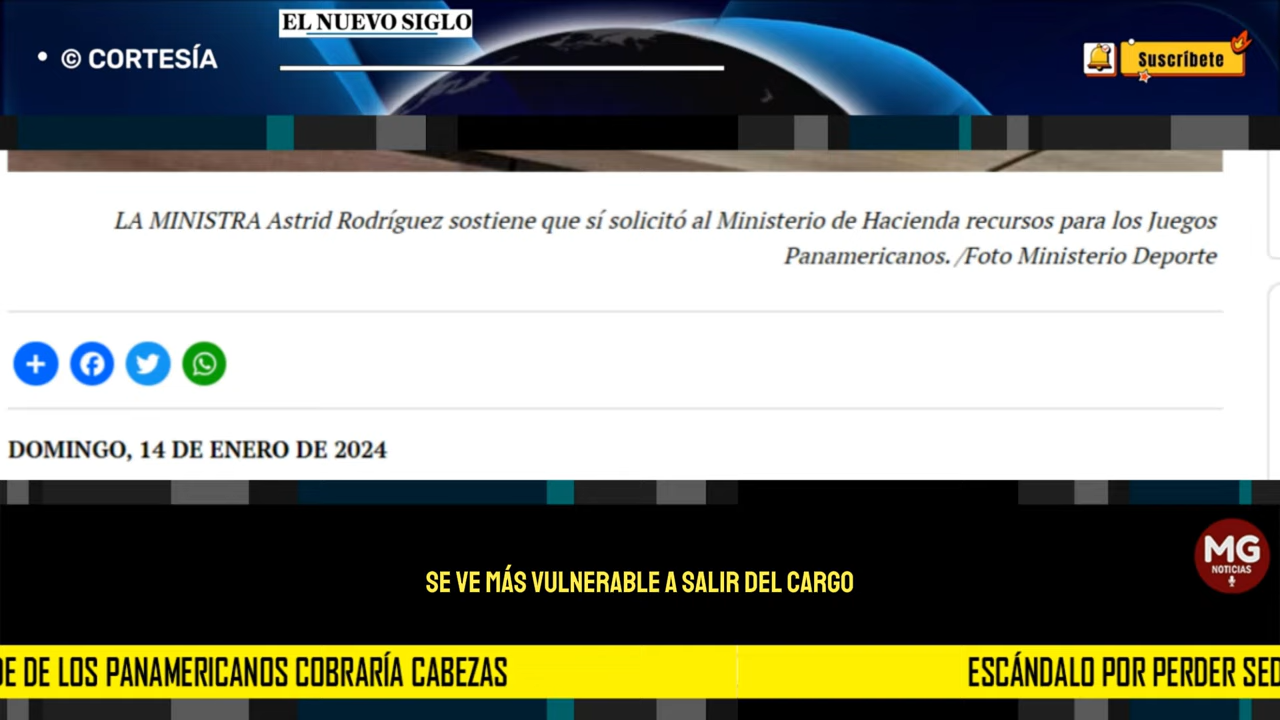 EL NUEVO SIGLO
• © CORTESÍA
Suscríbete
LA MINISTRA Astrid Rodríguez sostiene que sí solicitó al Ministerio de Hacienda recursos para los Juegos
Panamericanos. /Foto Ministerio Deporte
DOMINGO, 14 DE ENERO DE 2024
MG
NOTICIAS
SE VE MÁS VULNERABLE A SALIR DEL CARGO
DE DE LOS PANAMERICANOS COBRARÍA CABEZAS
ESCÁNDALO POR PERDER SED